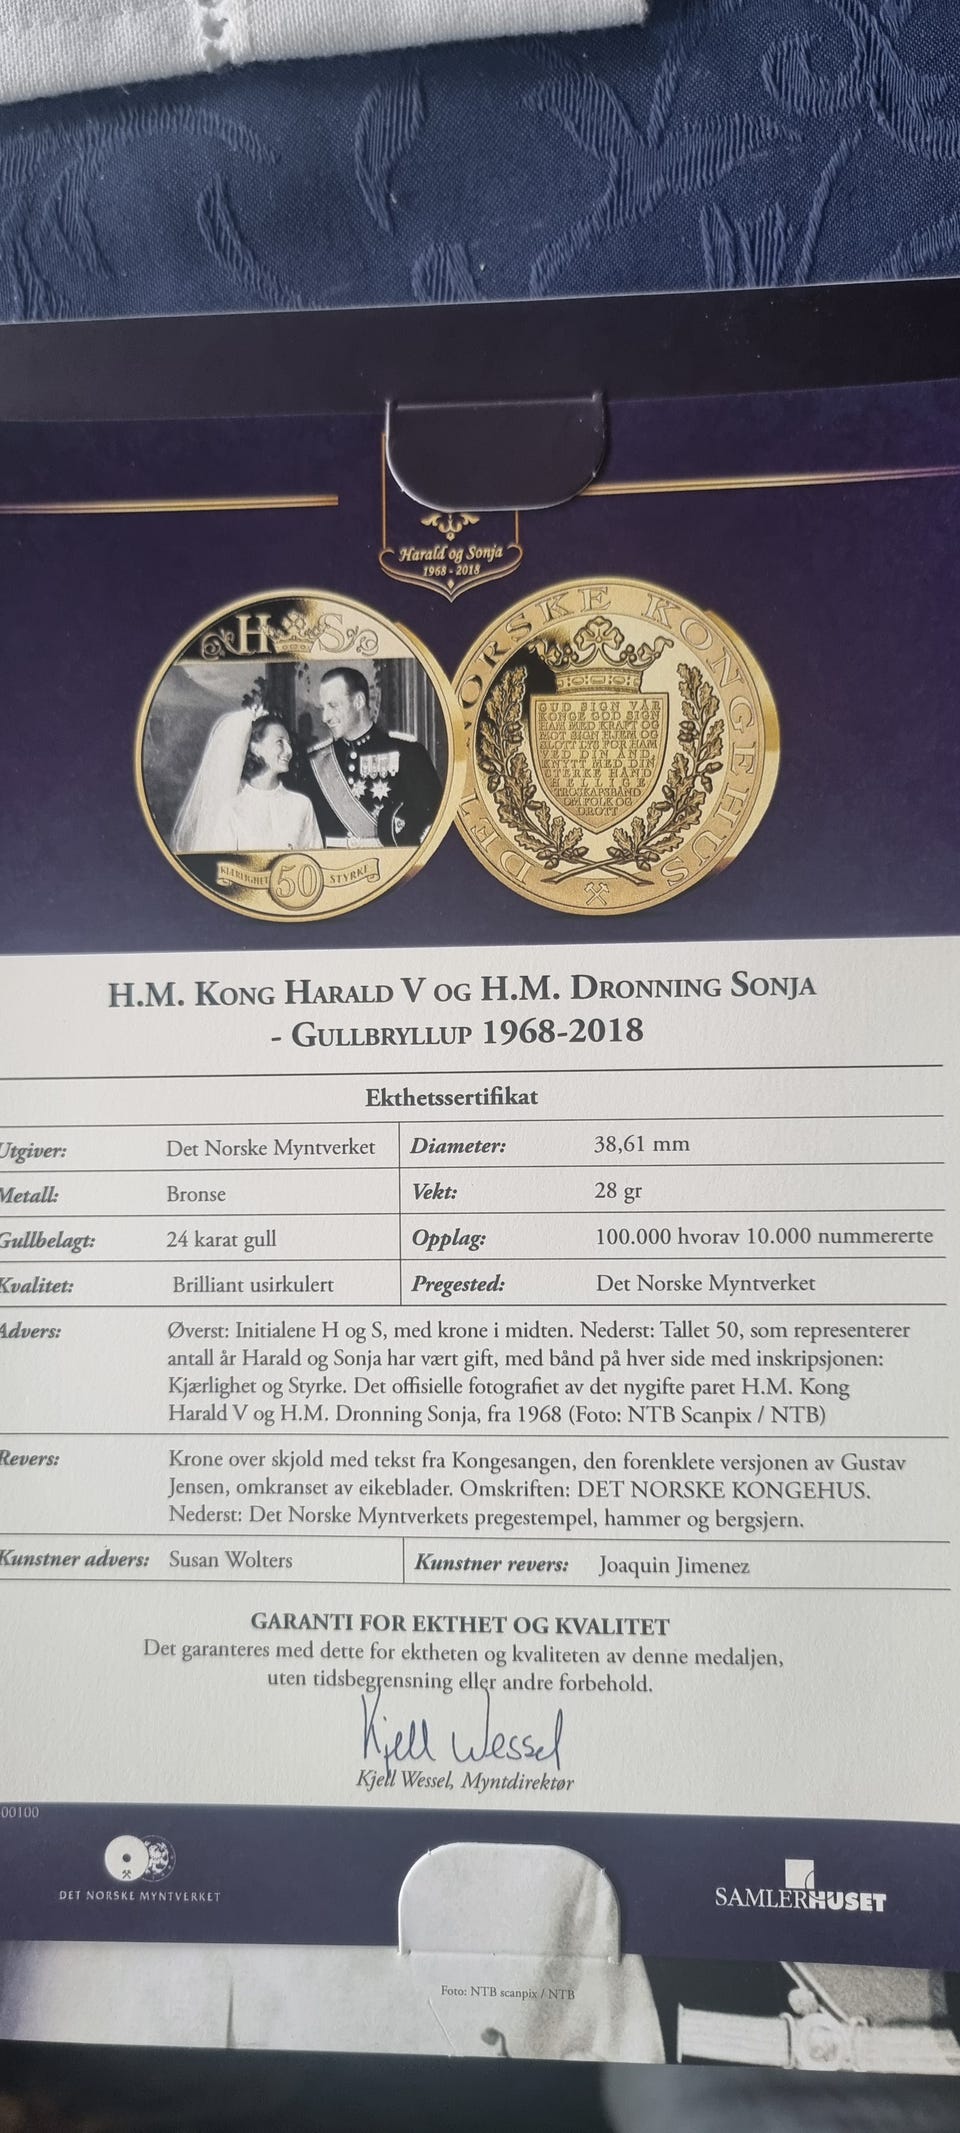 Harald og Sonja
1968 - 2018
H S
KJÆRLIGHET 50 STYRKE
DET NORSKE KONGEHUS
GUD SIGN VÅR
KONGE GOD SIGN
HAM MED KRAFT OG
MOT SIGN HJEM OG
SLOTT LYS FOR HAM
VED DIN ÅND
KNYTT MED DIN
STERKE HÅND
HELLIGE
TROSKAPSBÅND
OM FOLK OG
DROTT
H.M. KONG HARALD V OG H.M. DRONNING SONJA
- GULLBRYLLUP 1968-2018
Ekthetssertifikat
Utgiver: Det Norske Myntverket Diameter: 38,61 mm
Metall: Bronse Vekt: 28 gr
Gullbelagt: 24 karat gull Opplag: 100.000 hvorav 10.000 nummererte
Kvalitet: Brilliant usirkulert Pregested: Det Norske Myntverket
Advers: Øverst: Initialene H og S, med krone i midten. Nederst: Tallet 50, som representerer
antall år Harald og Sonja har vært gift, med bånd på hver side med inskripsjonen:
Kjærlighet og Styrke. Det offisielle fotografiet av det nygifte paret H.M. Kong
Harald V og H.M. Dronning Sonja, fra 1968 (Foto: NTB Scanpix / NTB)
Revers: Krone over skjold med tekst fra Kongesangen, den forenklete versjonen av Gustav
Jensen, omkranset av eikeblader. Omskriften: DET NORSKE KONGEHUS.
Nederst: Det Norske Myntverkets pregestempel, hammer og bergsjern.
Kunstner advers: Susan Wolters Kunstner revers: Joaquin Jimenez
GARANTI FOR EKTHET OG KVALITET
Det garanteres med dette for ektheten og kvaliteten av denne medaljen,
uten tidsbegrensning eller andre forbehold.
Kjell Wessel
Kjell Wessel, Myntdirektør
00100
DET NORSKE MYNTVERKET
SAMLERHUSET
Foto: NTB scanpix / NTB